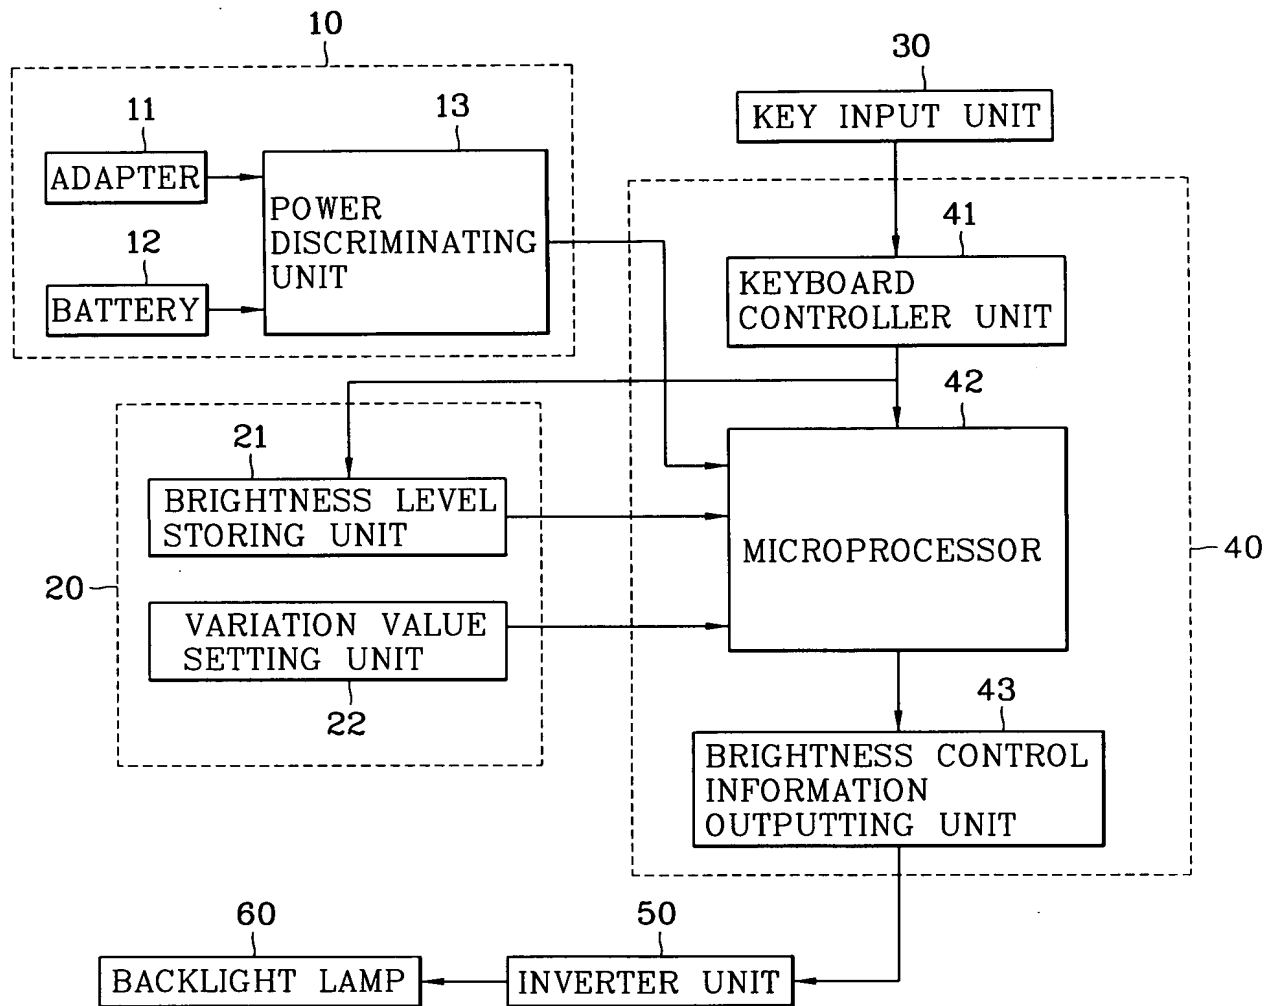 10
30
11
13
KEY INPUT UNIT
ADAPTER
POWER
DISCRIMINATING
UNIT
12
BATTERY
41
KEYBOARD
CONTROLLER UNIT
42
21
BRIGHTNESS LEVEL
STORING UNIT
MICROPROCESSOR
40
20
VARIATION VALUE
SETTING UNIT
22
43
BRIGHTNESS CONTROL
INFORMATION
OUTPUTTING UNIT
60
50
BACKLIGHT LAMP
INVERTER UNIT